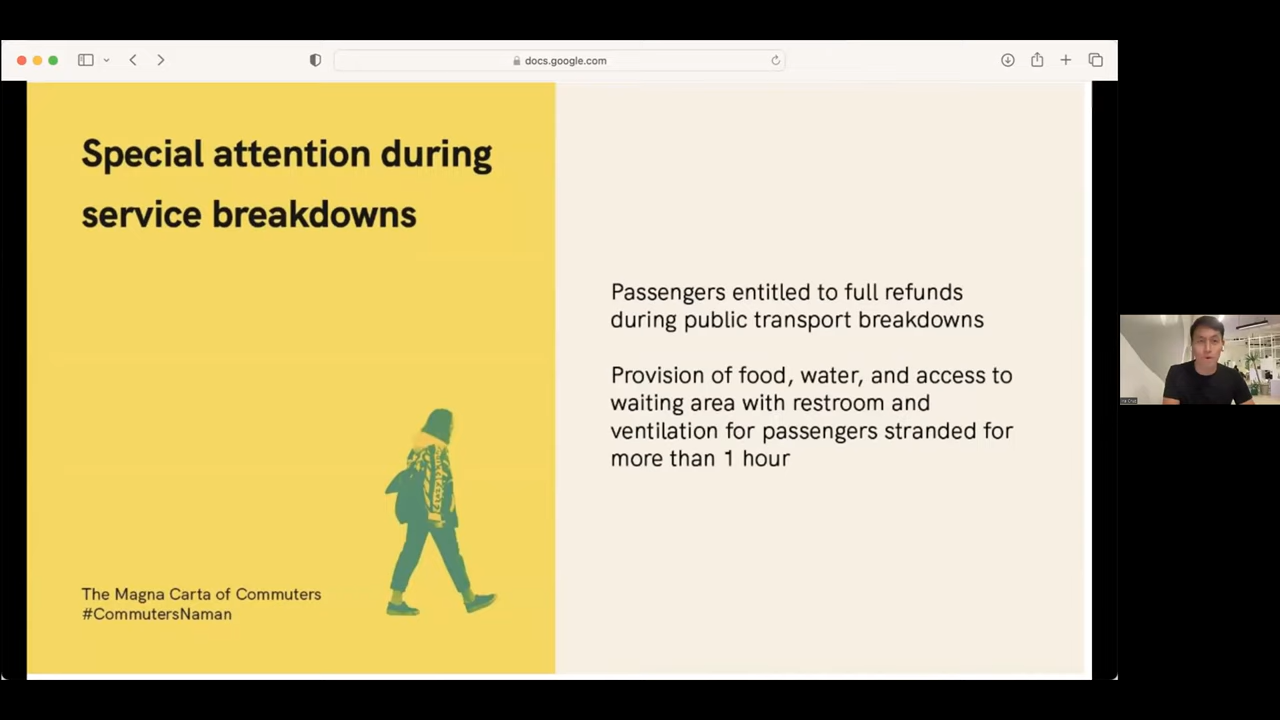 docs.google.com
Special attention during
service breakdowns
Passengers entitled to full refunds
during public transport breakdowns
Provision of food, water, and access to
waiting area with restroom and
ventilation for passengers stranded for
more than 1 hour
The Magna Carta of Commuters
#CommutersNaman